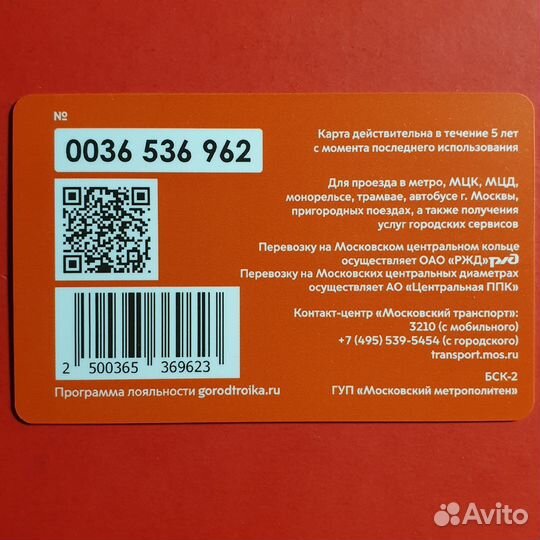 №
0036 536 962
Карта действительна в течение 5 лет
с момента последнего использования
Для проезда в метро, МЦК, МЦД,
монорельсе, трамвае, автобусе г. Москвы,
пригородных поездах, а также получения
услуг городских сервисов
Перевозку на Московском центральном кольце
осуществляет ОАО «РЖД» РЖД
Перевозку на Московских центральных диаметрах
осуществляет АО «Центральная ППК»
Контакт-центр «Московский транспорт»:
3210 (с мобильного)
+7 (495) 539-5454 (с городского)
transport.mos.ru
2 500365 369623
Программа лояльности gorodtroika.ru
БСК-2
ГУП «Московский метрополитен»
Avito